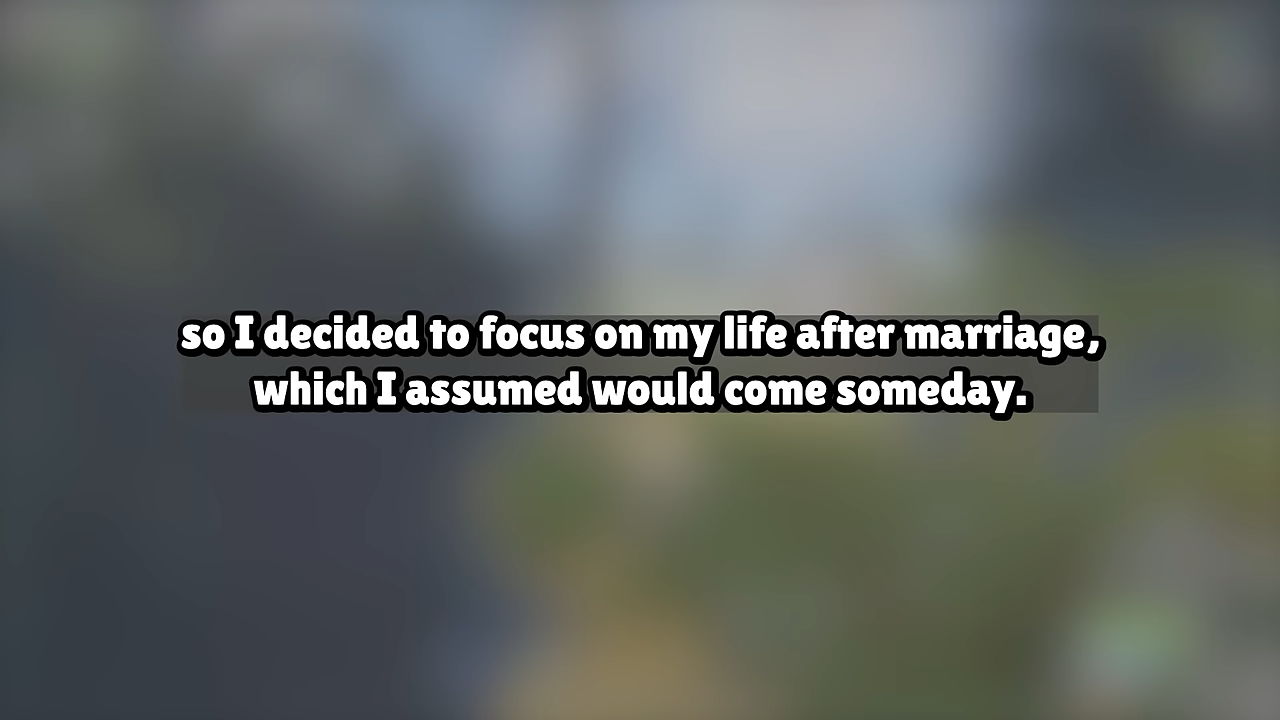 so I decided to focus on my life after marriage,
which I assumed would come someday.